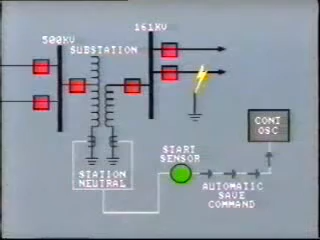 500KV
161KV
SUBSTATION
CONT
OSC
START
SENSOR
STATION
NEUTRAL
AUTOMATIC
SAVE
COMMAND